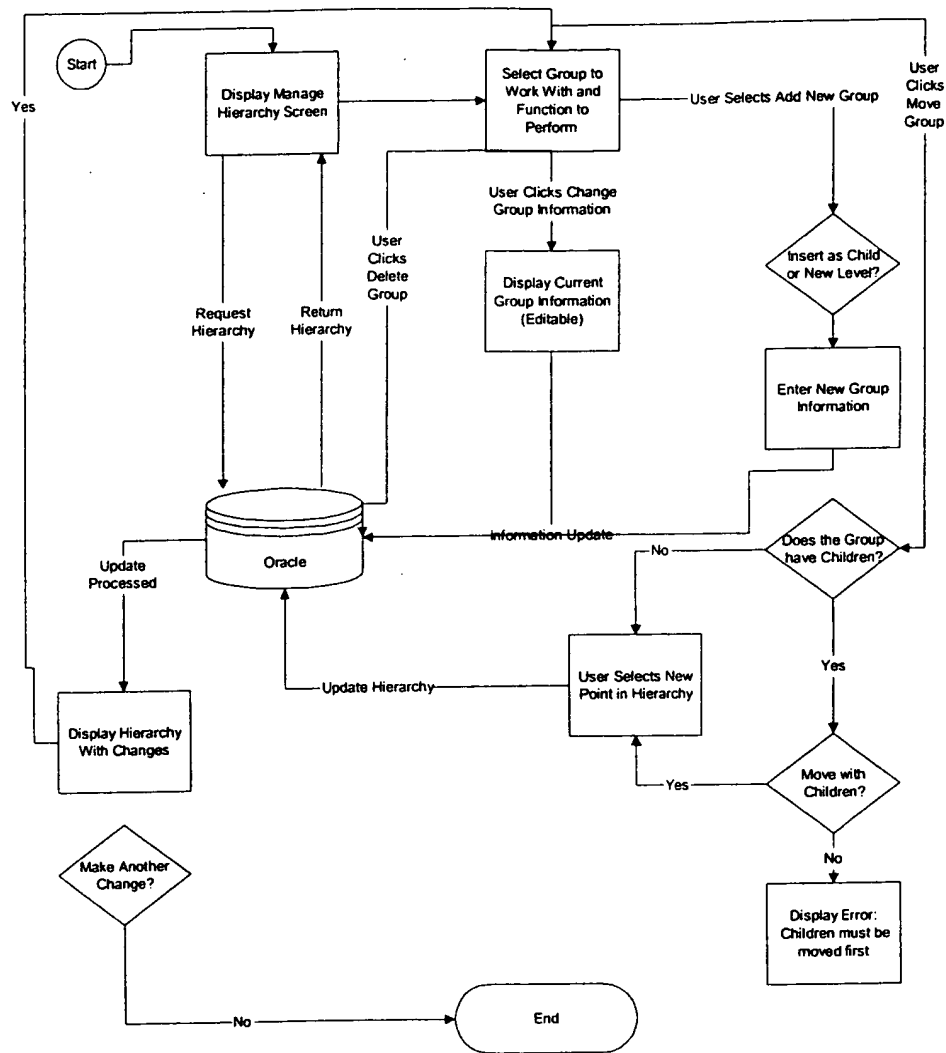 Start
Display Manage
Hierarchy Screen
Select Group to
Work With and
Function to
Perform
User Selects Add New Group
User
Clicks
Move
Group
Yes
User Clicks Change
Group Information
User
Clicks
Delete
Group
Insert as Child
or New Level?
Display Current
Group Information
(Editable)
Request
Hierarchy
Return
Hierarchy
Enter New Group
Information
Information Update
Oracle
Does the Group
have Children?
No
Update
Processed
Yes
User Selects New
Point in Hierarchy
Update Hierarchy
Display Hierarchy
With Changes
Move with
Children?
Yes
No
Make Another
Change?
Display Error:
Children must be
moved first
No
End